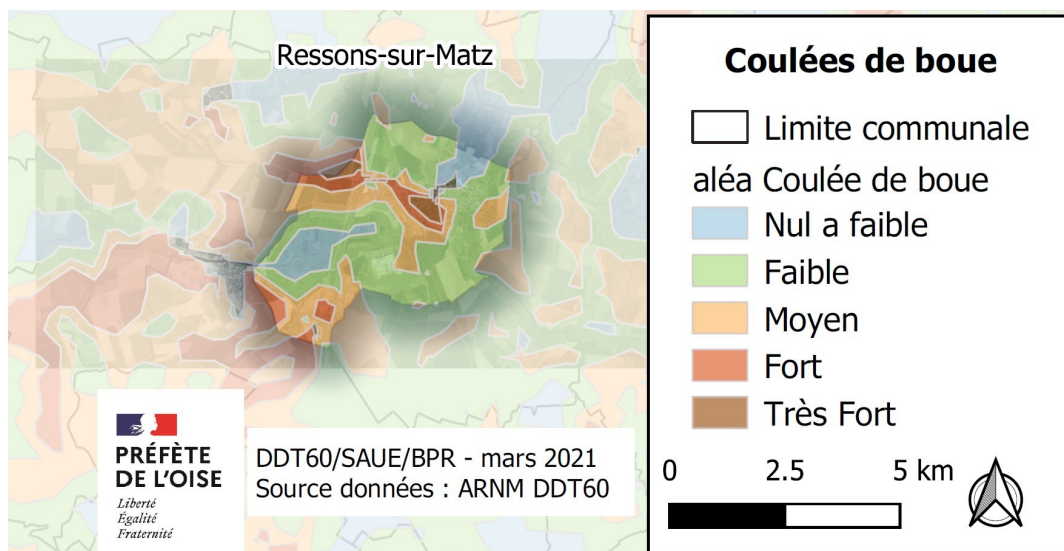 Ressons-sur-Matz
Coulées de boue
Limite communale
aléa Coulée de boue
Nul a faible
Faible
Moyen
Fort
Très Fort
0 2.5 5 km
PRÉFÈTE
DE L'OISE
Liberté
Égalité
Fraternité
DDT60/SAUE/BPR - mars 2021
Source données : ARNM DDT60